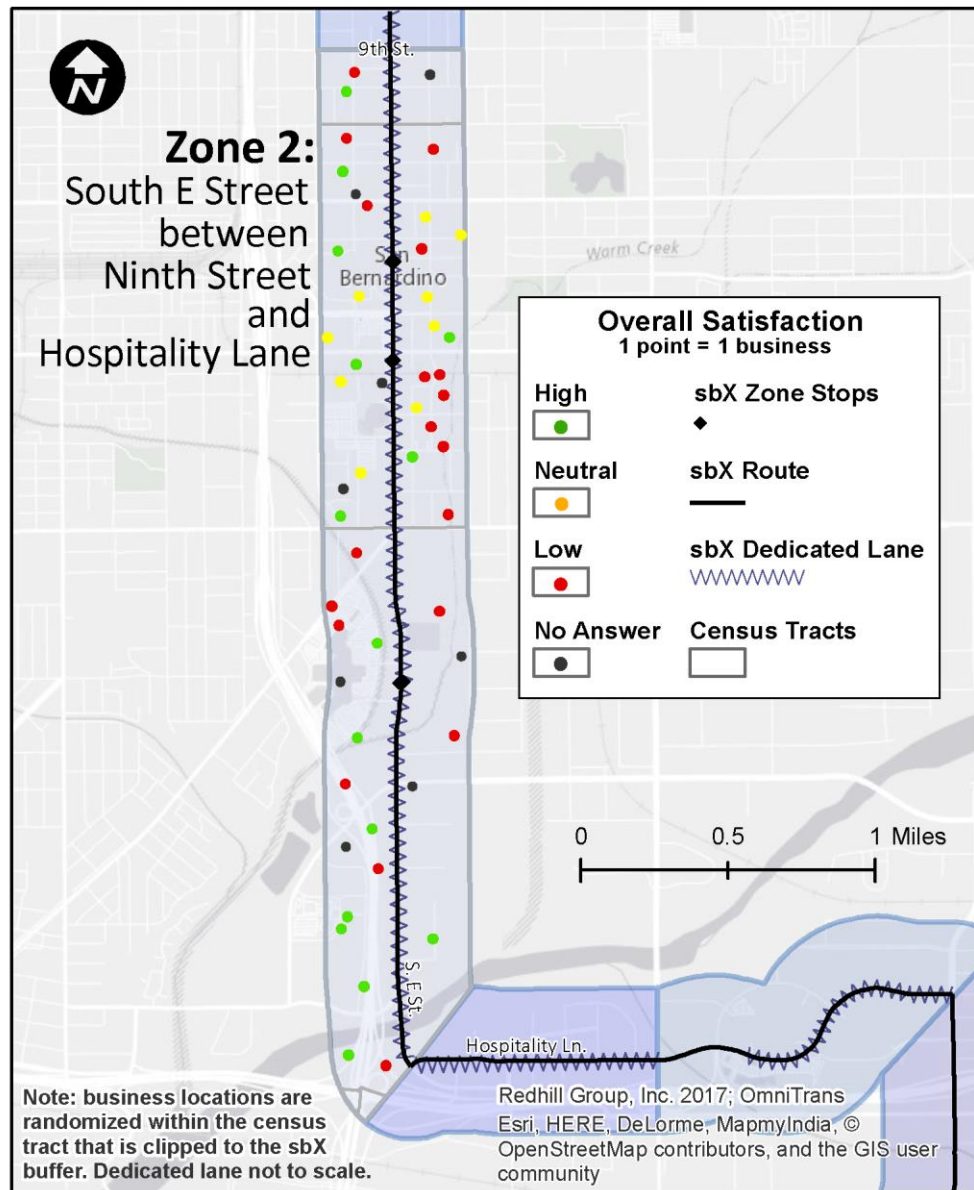 9th St.
N
Zone 2:
South E Street
between
Ninth Street
and
Hospitality Lane
San
Bernardino
Warm Creek
Overall Satisfaction
1 point = 1 business
High
sbX Zone Stops
Neutral
sbX Route
Low
sbX Dedicated Lane
No Answer
Census Tracts
0 0.5 1 Miles
S. E St.
Hospitality Ln.
Note: business locations are
randomized within the census
tract that is clipped to the sbX
buffer. Dedicated lane not to scale.
Redhill Group, Inc. 2017; OmniTrans
Esri, HERE, DeLorme, MapmyIndia, ©
OpenStreetMap contributors, and the GIS user
community